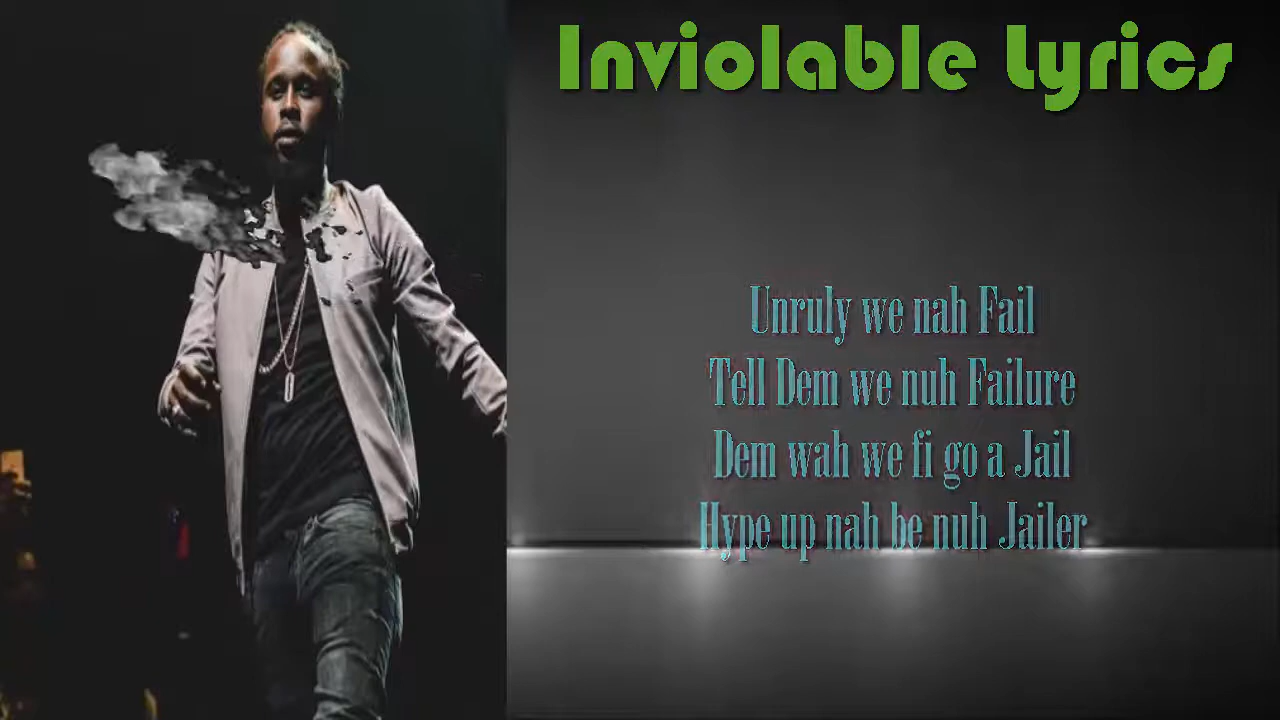 Inviolable Lyrics
Unruly we nah Fail
Tell Dem we nuh Failure
Dem wah we fi go a Jail
Hype up nah be nuh Jailer